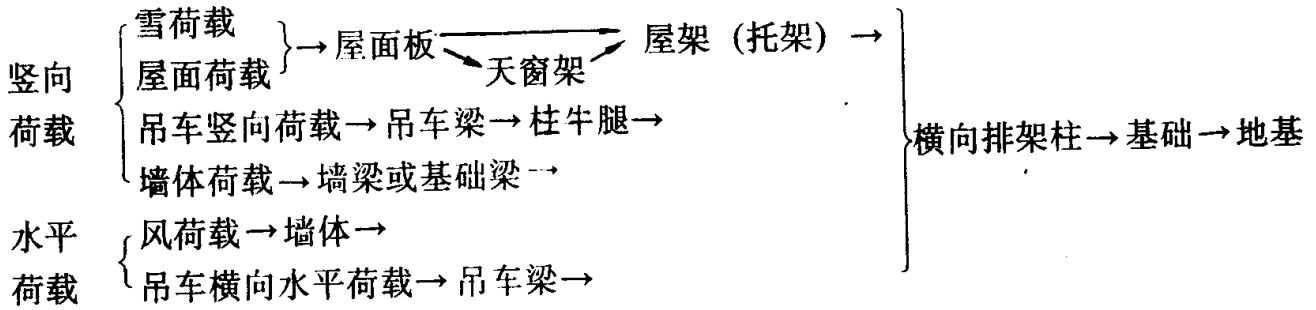 雪荷载
屋面荷载
→屋面板
→天窗架
屋架（托架）→
竖向
荷载
吊车竖向荷载→吊车梁→柱牛腿→
墙体荷载→墙梁或基础梁→
横向排架柱→基础→地基
水平
荷载
风荷载→墙体→
吊车横向水平荷载→吊车梁→